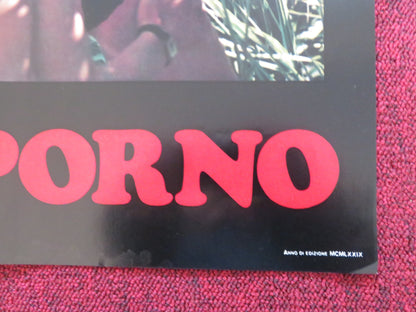 PORNO
ANNO DI EDIZIONE MCMLXXIX